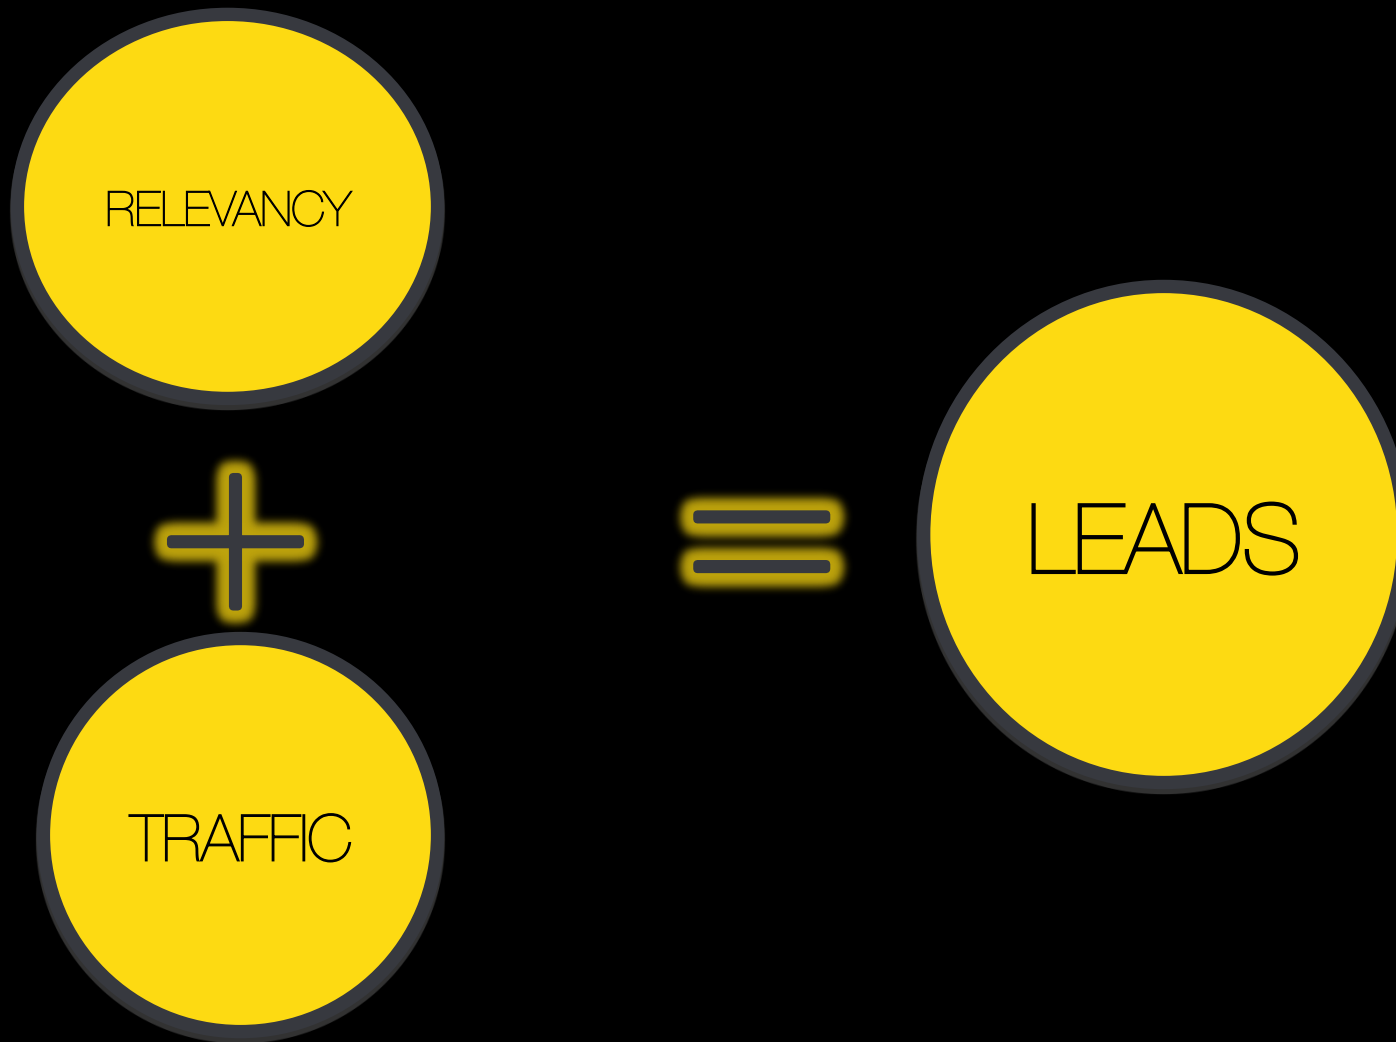 RELEVANCY
+
TRAFFIC
=
LEADS